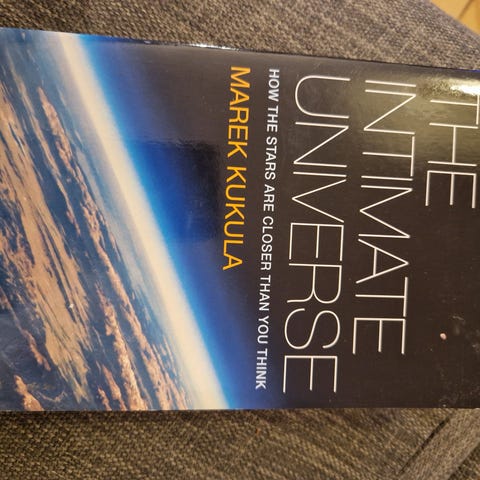 THE
INTIMATE
UNIVERSE
HOW THE STARS ARE CLOSER THAN YOU THINK
MAREK KUKULA